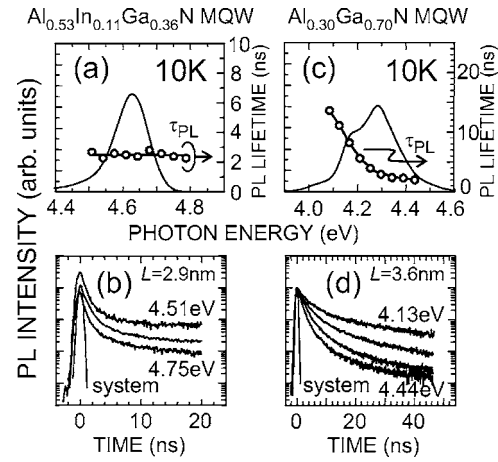 Al0.53In0.11Ga0.36N MQW
Al0.30Ga0.70N MQW
(a)
10K
τPL
10
8
6
4
2
0
PL LIFETIME (ns)
4.4
4.6
4.8
(c)
10K
τPL
20
10
0
PL LIFETIME (ns)
4.0
4.2
4.4
4.6
PHOTON ENERGY (eV)
PL INTENSITY (arb. units)
(b)
L=2.9nm
4.51eV
4.75eV
system
0
10
20
TIME (ns)
(d)
L=3.6nm
4.13eV
4.44eV
system
0
20
40
TIME (ns)